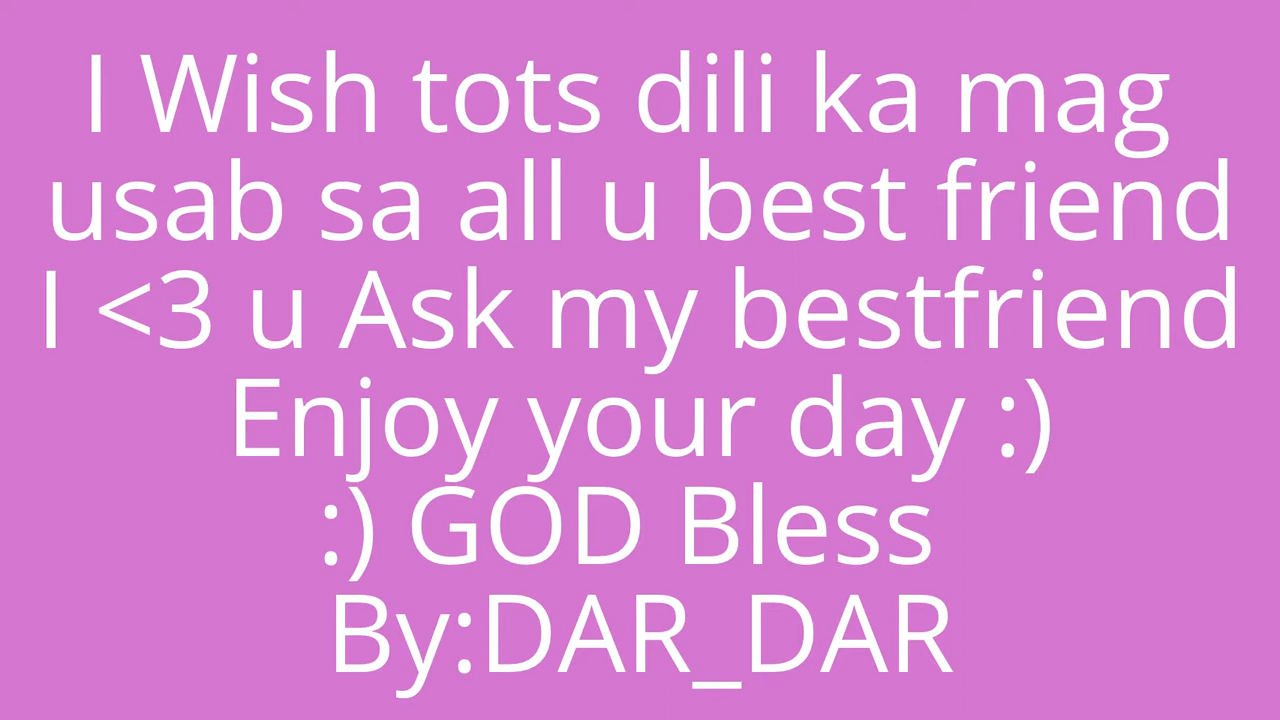 I Wish tots dili ka mag
usab sa all u best friend
I <3 u Ask my bestfriend
Enjoy your day :)
:) GOD Bless
By:DAR_DAR